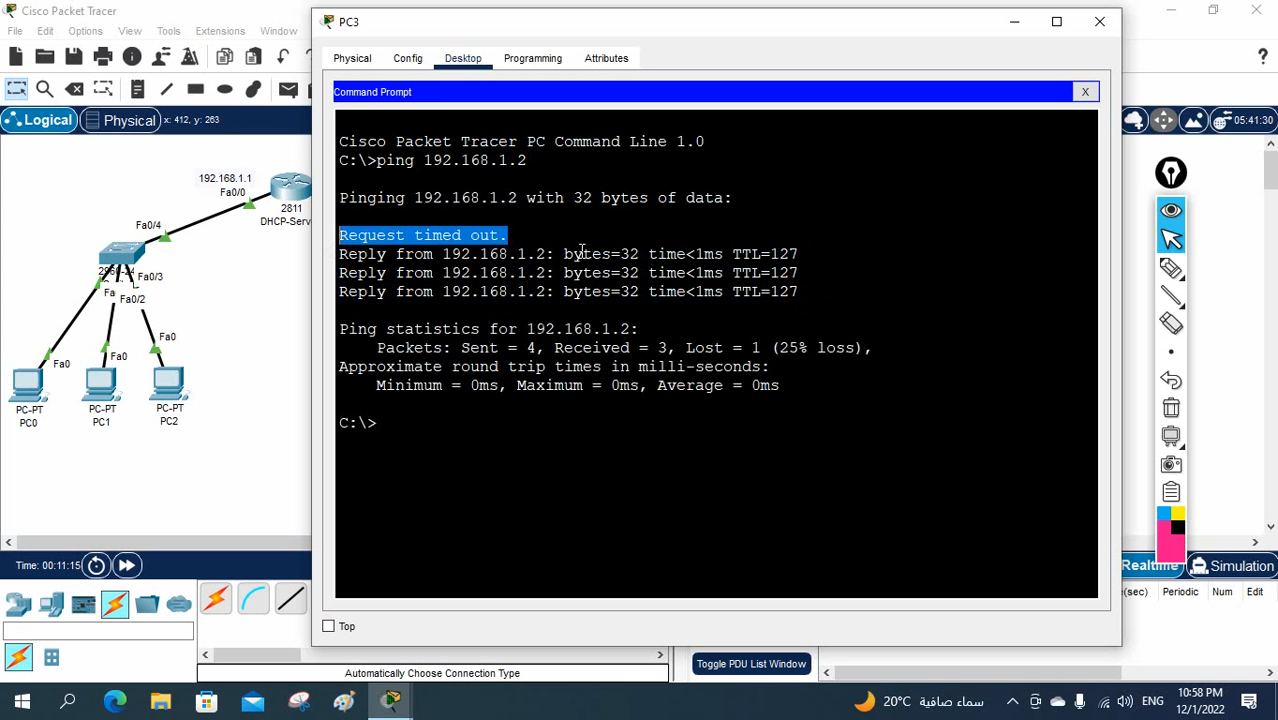 Cisco Packet Tracer
File Edit Options View Tools Extensions Window
Logical
Physical
x: 412, y: 263
05:41:30
192.168.1.1
Fa0/0
2811
DHCP-Serv
Fa0/4
Fa0/3
Fa0/2
Fa0
Fa0
Fa0
PC-PT
PC0
PC-PT
PC1
PC-PT
PC2
PC3
Physical Config Desktop Programming Attributes
Command Prompt
X
Cisco Packet Tracer PC Command Line 1.0
C:\>ping 192.168.1.2
Pinging 192.168.1.2 with 32 bytes of data:
Request timed out.
Reply from 192.168.1.2: bytes=32 time<1ms TTL=127
Reply from 192.168.1.2: bytes=32 time<1ms TTL=127
Reply from 192.168.1.2: bytes=32 time<1ms TTL=127
Ping statistics for 192.168.1.2:
Packets: Sent = 4, Received = 3, Lost = 1 (25% loss),
Approximate round trip times in milli-seconds:
Minimum = 0ms, Maximum = 0ms, Average = 0ms
C:\>
Top
Time: 00:11:15
Realtime
Simulation
Periodic Num Edit
Automatically Choose Connection Type
Toggle PDU List Window
20°C سماء صافية
ENG
10:58 PM
12/1/2022